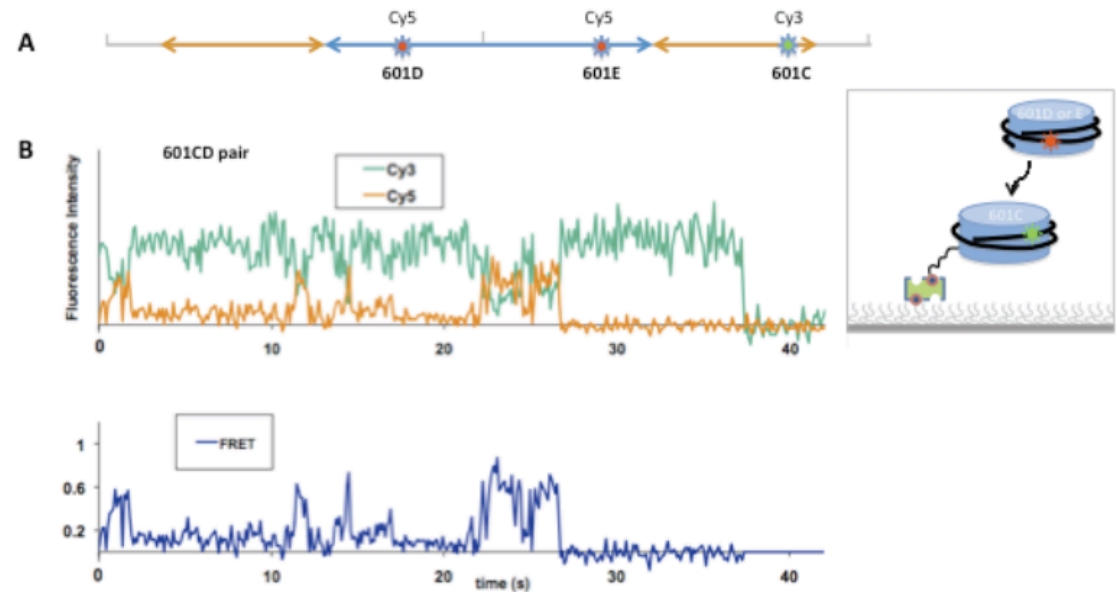 A
Cy5 Cy5 Cy3
601D 601E 601C
B
601CD pair
Cy3
Cy5
Fluorescence Intensity
0 10 20 30 40
601D or E
601C
FRET
1
0.6
0.2
0 10 20 30 40
time (s)